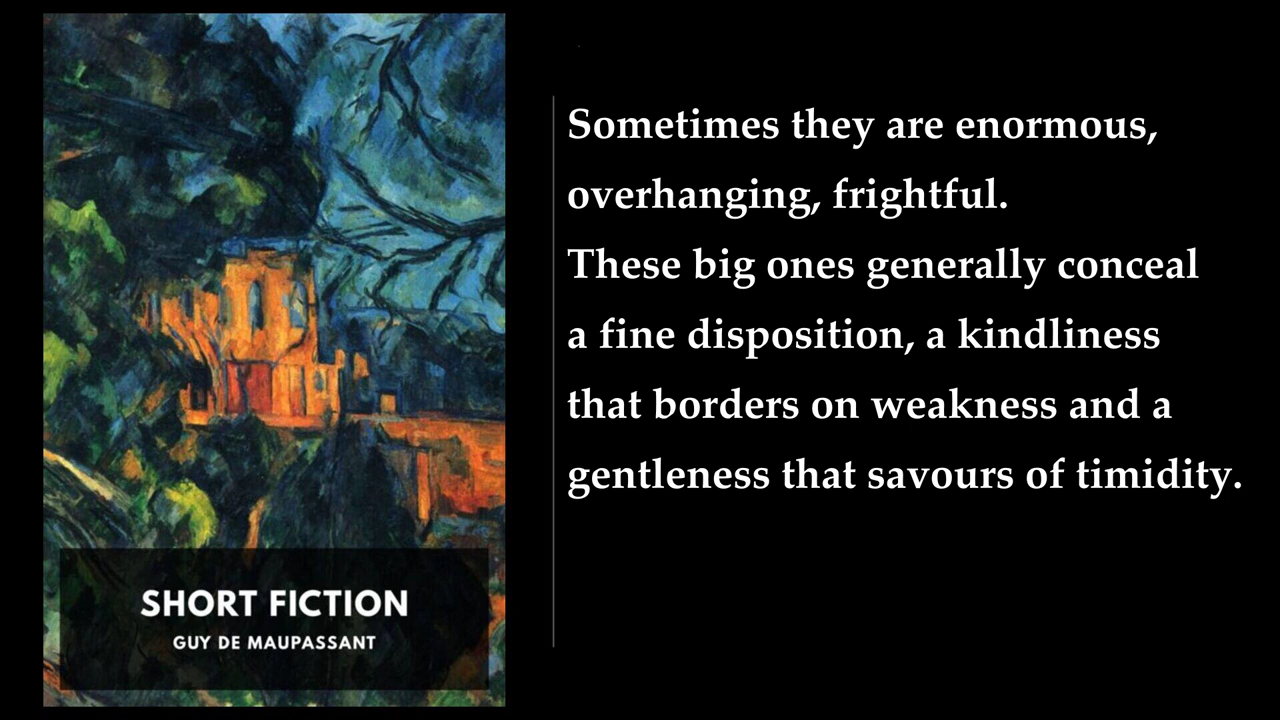 SHORT FICTION
GUY DE MAUPASSANT
Sometimes they are enormous,
overhanging, frightful.
These big ones generally conceal
a fine disposition, a kindliness
that borders on weakness and a
gentleness that savours of timidity.